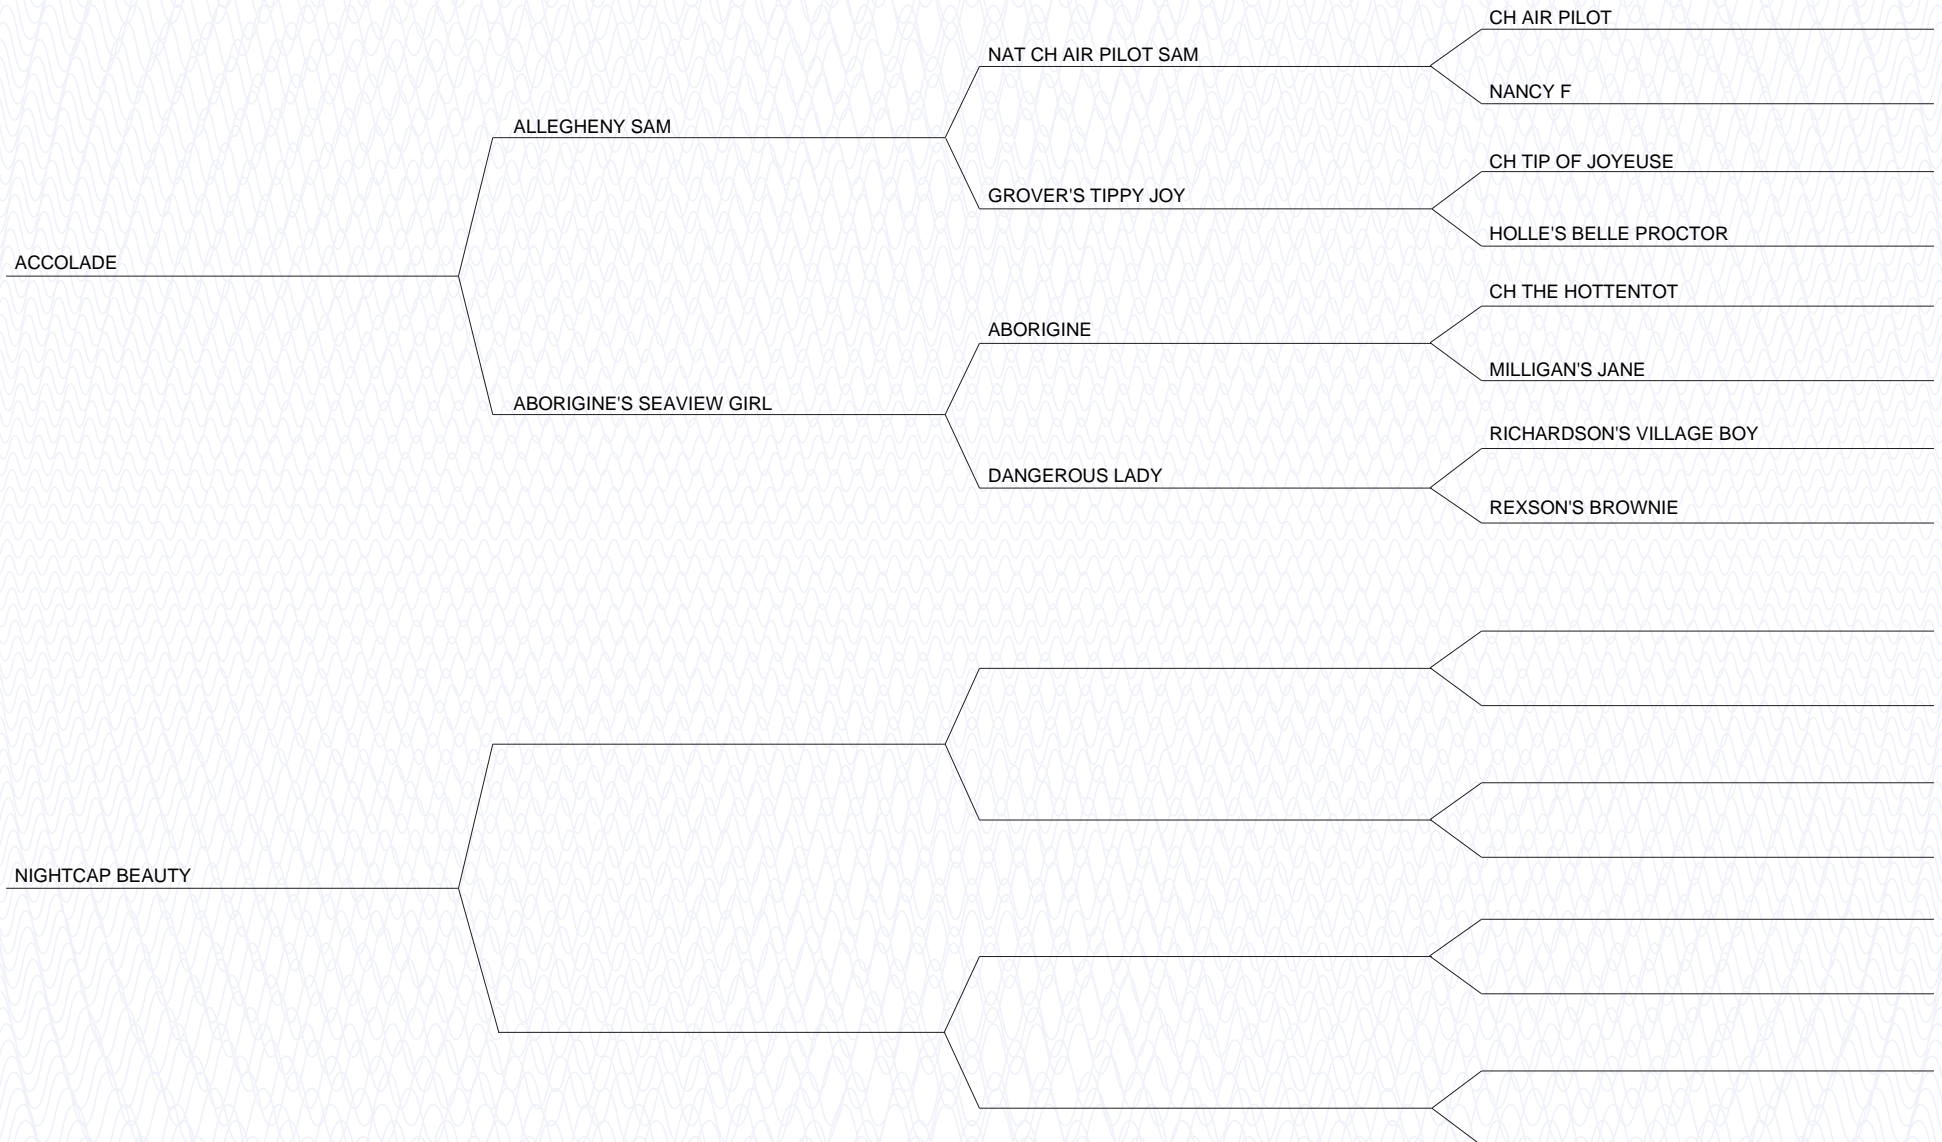 CH AIR PILOT
NAT CH AIR PILOT SAM
NANCY F
ALLEGHENY SAM
CH TIP OF JOYEUSE
GROVER'S TIPPY JOY
HOLLE'S BELLE PROCTOR
ACCOLADE
CH THE HOTTENTOT
ABORIGINE
MILLIGAN'S JANE
ABORIGINE'S SEAVIEW GIRL
RICHARDSON'S VILLAGE BOY
DANGEROUS LADY
REXSON'S BROWNIE
NIGHTCAP BEAUTY